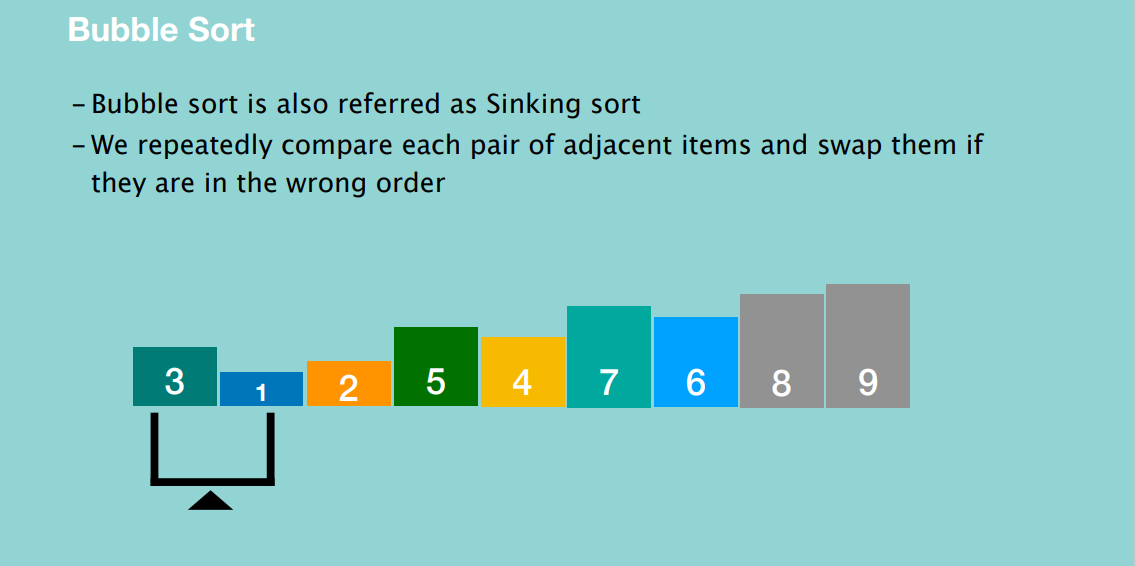 Bubble Sort
– Bubble sort is also referred as Sinking sort
– We repeatedly compare each pair of adjacent items and swap them if
they are in the wrong order
3 1 2 5 4 7 6 8 9